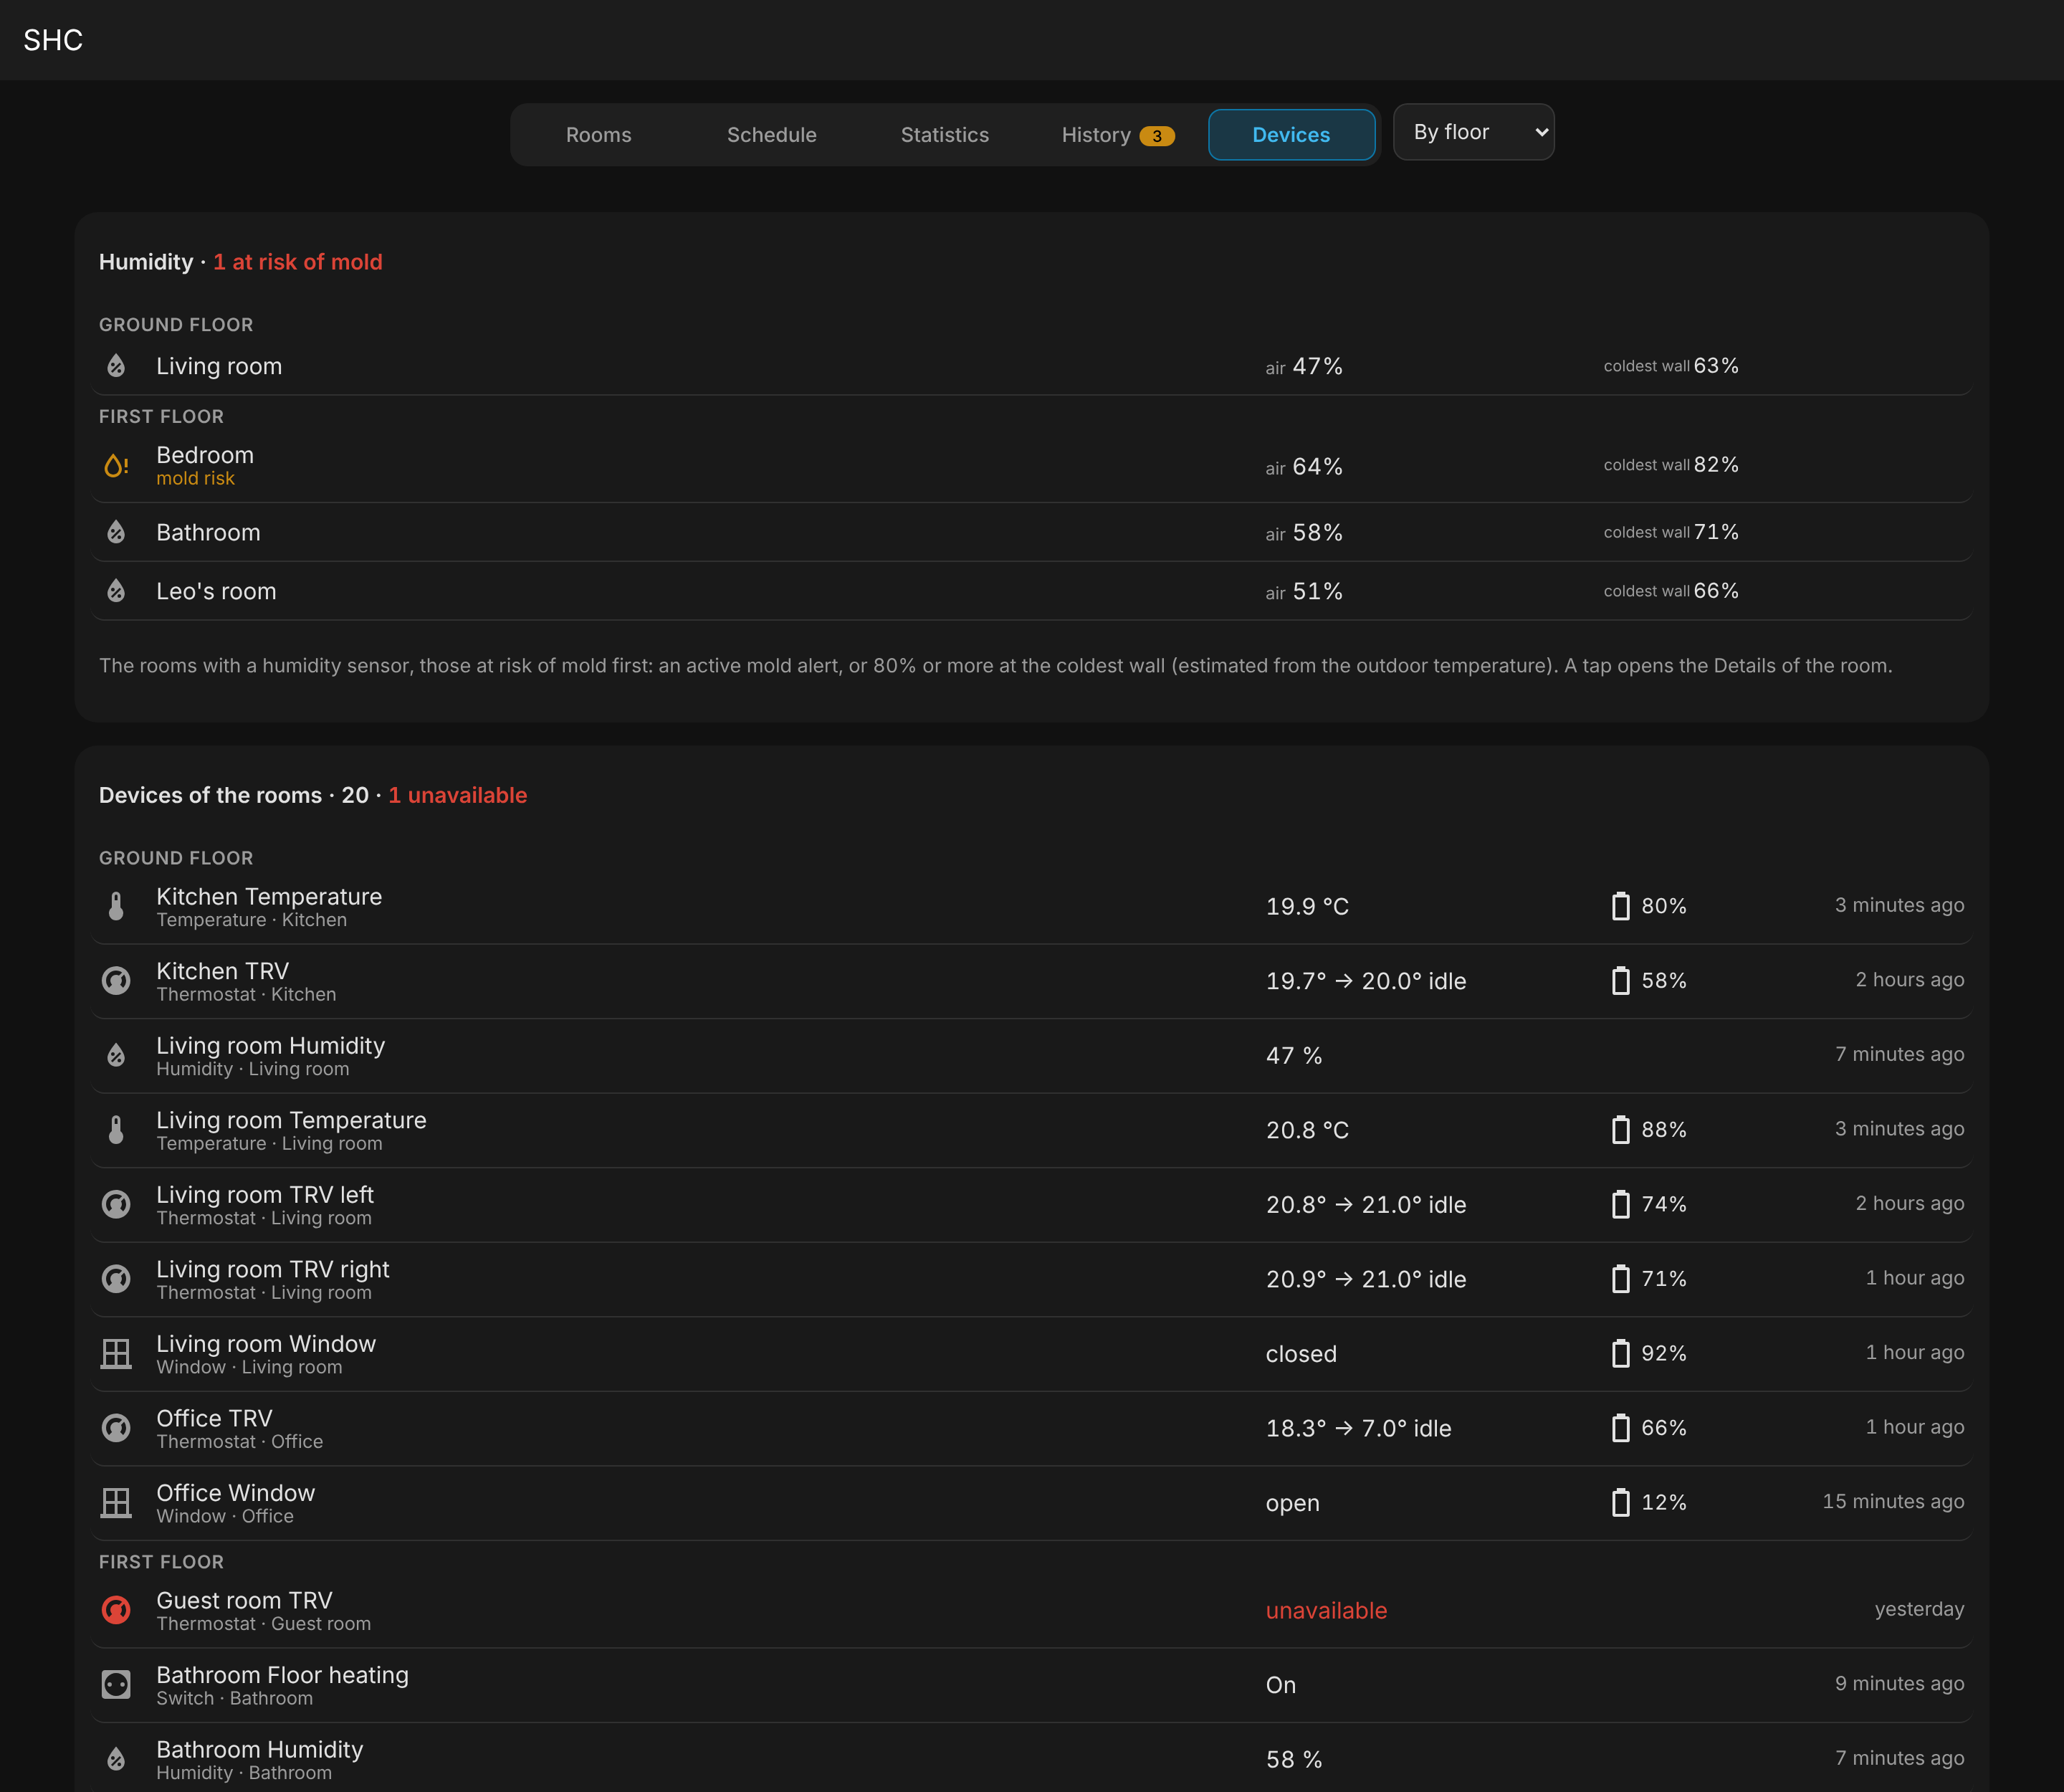 SHC
Rooms Schedule Statistics History 3 Devices By floor
Humidity · 1 at risk of mold
GROUND FLOOR
Living room air 47% coldest wall 63%
FIRST FLOOR
Bedroom air 64% coldest wall 82%
mold risk
Bathroom air 58% coldest wall 71%
Leo's room air 51% coldest wall 66%
The rooms with a humidity sensor, those at risk of mold first: an active mold alert, or 80% or more at the coldest wall (estimated from the outdoor temperature). A tap opens the Details of the room.
Devices of the rooms · 20 · 1 unavailable
GROUND FLOOR
Kitchen Temperature 19.9 °C 80% 3 minutes ago
Temperature · Kitchen
Kitchen TRV 19.7° → 20.0° idle 58% 2 hours ago
Thermostat · Kitchen
Living room Humidity 47 % 7 minutes ago
Humidity · Living room
Living room Temperature 20.8 °C 88% 3 minutes ago
Temperature · Living room
Living room TRV left 20.8° → 21.0° idle 74% 2 hours ago
Thermostat · Living room
Living room TRV right 20.9° → 21.0° idle 71% 1 hour ago
Thermostat · Living room
Living room Window closed 92% 1 hour ago
Window · Living room
Office TRV 18.3° → 7.0° idle 66% 1 hour ago
Thermostat · Office
Office Window open 12% 15 minutes ago
Window · Office
FIRST FLOOR
Guest room TRV unavailable yesterday
Thermostat · Guest room
Bathroom Floor heating On 9 minutes ago
Switch · Bathroom
Bathroom Humidity 58 % 7 minutes ago
Humidity · Bathroom